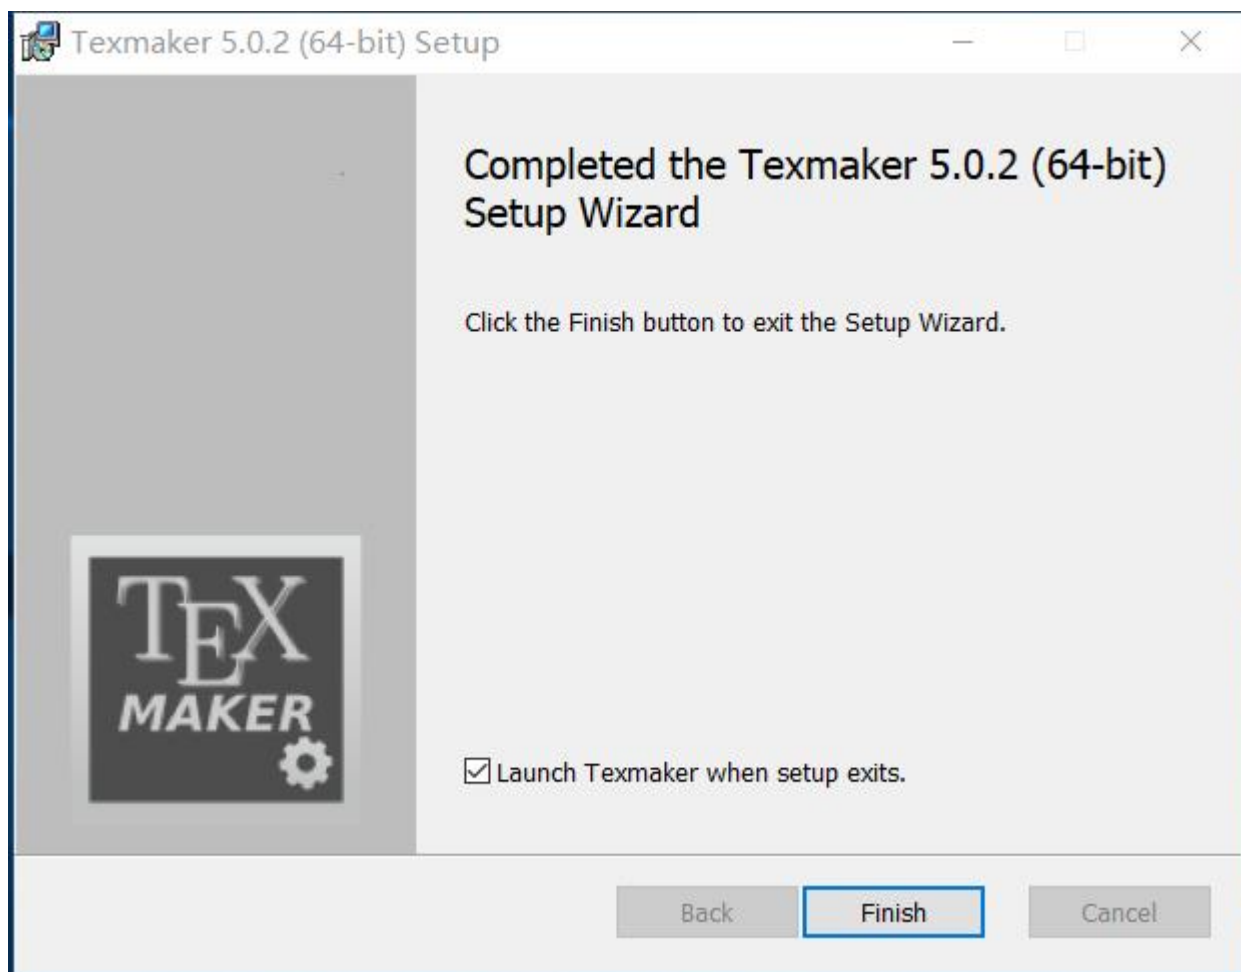 Texmaker 5.0.2 (64-bit) Setup
Completed the Texmaker 5.0.2 (64-bit)
Setup Wizard
Click the Finish button to exit the Setup Wizard.
TEX
MAKER
Launch Texmaker when setup exits.
Back
Finish
Cancel